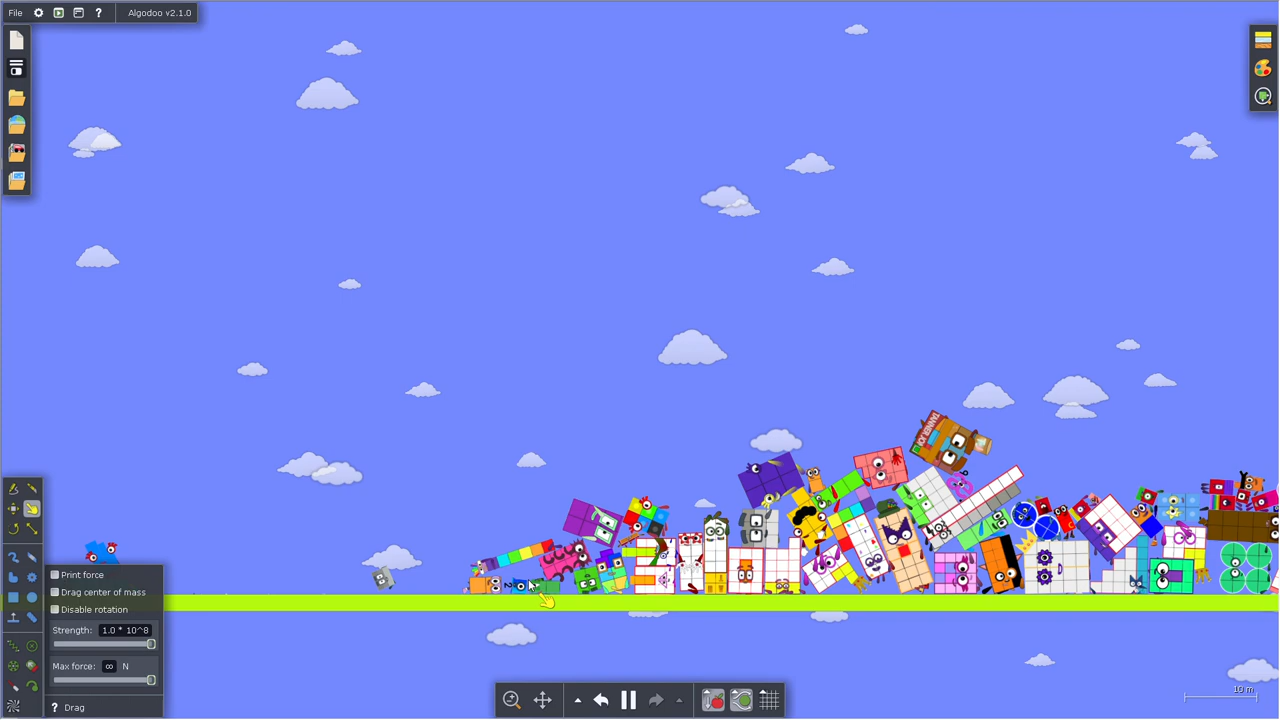 File ? Algodoo v2.1.0
Print force
Drag center of mass
Disable rotation
Strength: 1.0 * 10^8
Max force: ∞ N
? Drag
10 m